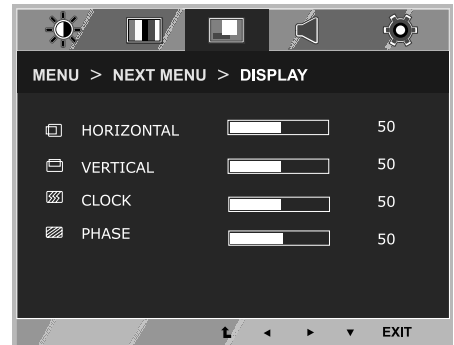 MENU > NEXT MENU > DISPLAY
HORIZONTAL 50
VERTICAL 50
CLOCK 50
PHASE 50
EXIT